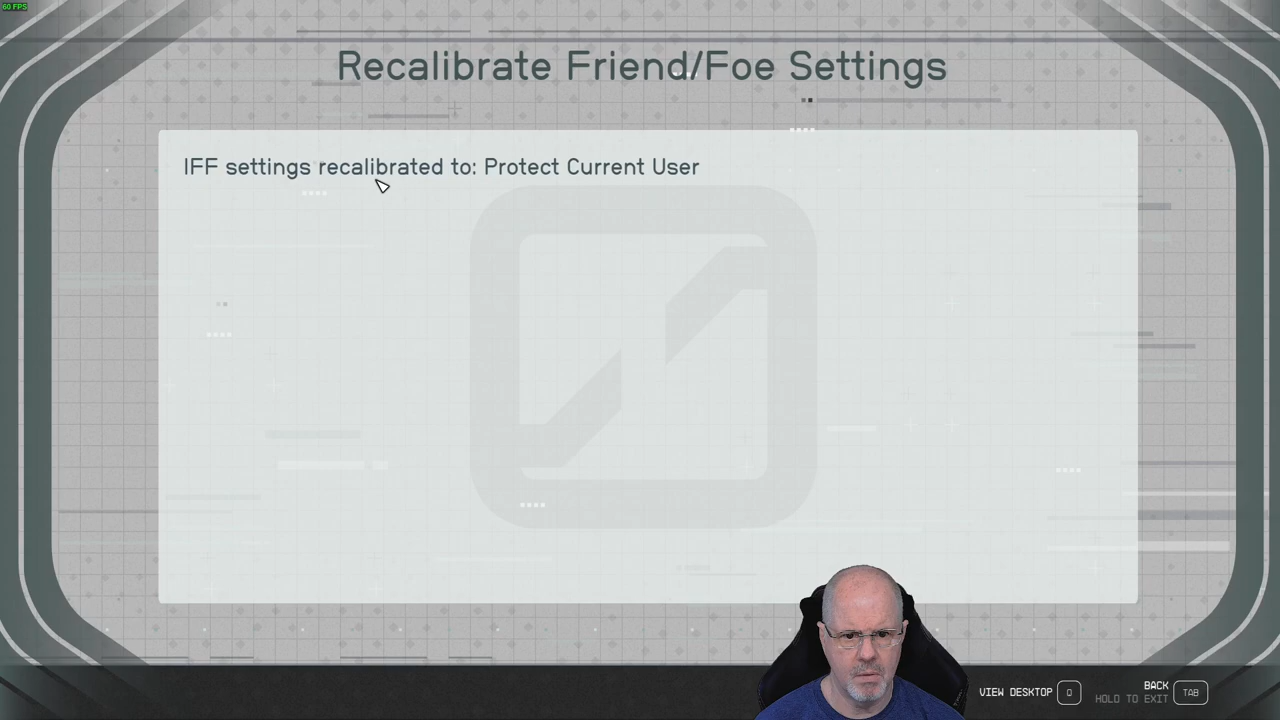 60 FPS
Recalibrate Friend/Foe Settings
IFF settings recalibrated to: Protect Current User
VIEW DESKTOP Q
BACK
HOLD TO EXIT TAB